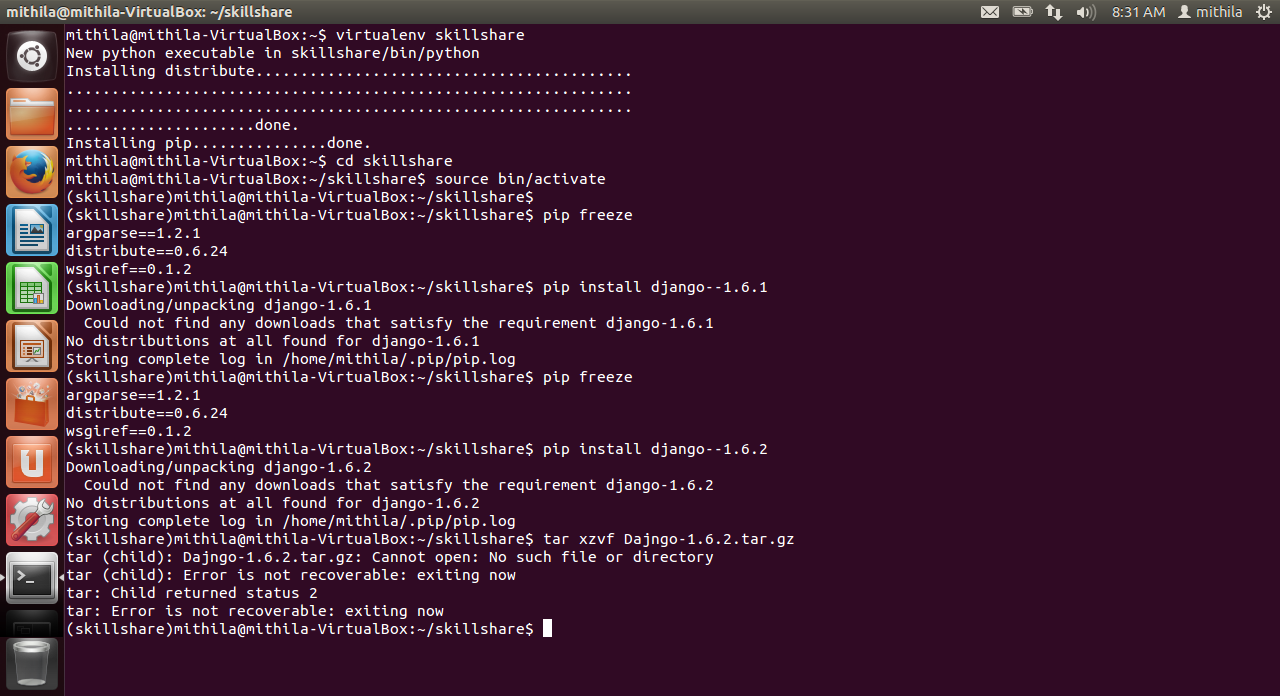 mithila@mithila-VirtualBox: ~/skillshare 8:31 AM mithila
mithila@mithila-VirtualBox:~$ virtualenv skillshare
New python executable in skillshare/bin/python
Installing distribute..........................................
...............................................................
...............................................................
.....................done.
Installing pip...............done.
mithila@mithila-VirtualBox:~$ cd skillshare
mithila@mithila-VirtualBox:~/skillshare$ source bin/activate
(skillshare)mithila@mithila-VirtualBox:~/skillshare$
(skillshare)mithila@mithila-VirtualBox:~/skillshare$ pip freeze
argparse==1.2.1
distribute==0.6.24
wsgiref==0.1.2
(skillshare)mithila@mithila-VirtualBox:~/skillshare$ pip install django--1.6.1
Downloading/unpacking django-1.6.1
  Could not find any downloads that satisfy the requirement django-1.6.1
No distributions at all found for django-1.6.1
Storing complete log in /home/mithila/.pip/pip.log
(skillshare)mithila@mithila-VirtualBox:~/skillshare$ pip freeze
argparse==1.2.1
distribute==0.6.24
wsgiref==0.1.2
(skillshare)mithila@mithila-VirtualBox:~/skillshare$ pip install django--1.6.2
Downloading/unpacking django-1.6.2
  Could not find any downloads that satisfy the requirement django-1.6.2
No distributions at all found for django-1.6.2
Storing complete log in /home/mithila/.pip/pip.log
(skillshare)mithila@mithila-VirtualBox:~/skillshare$ tar xzvf Dajngo-1.6.2.tar.gz
tar (child): Dajngo-1.6.2.tar.gz: Cannot open: No such file or directory
tar (child): Error is not recoverable: exiting now
tar: Child returned status 2
tar: Error is not recoverable: exiting now
(skillshare)mithila@mithila-VirtualBox:~/skillshare$